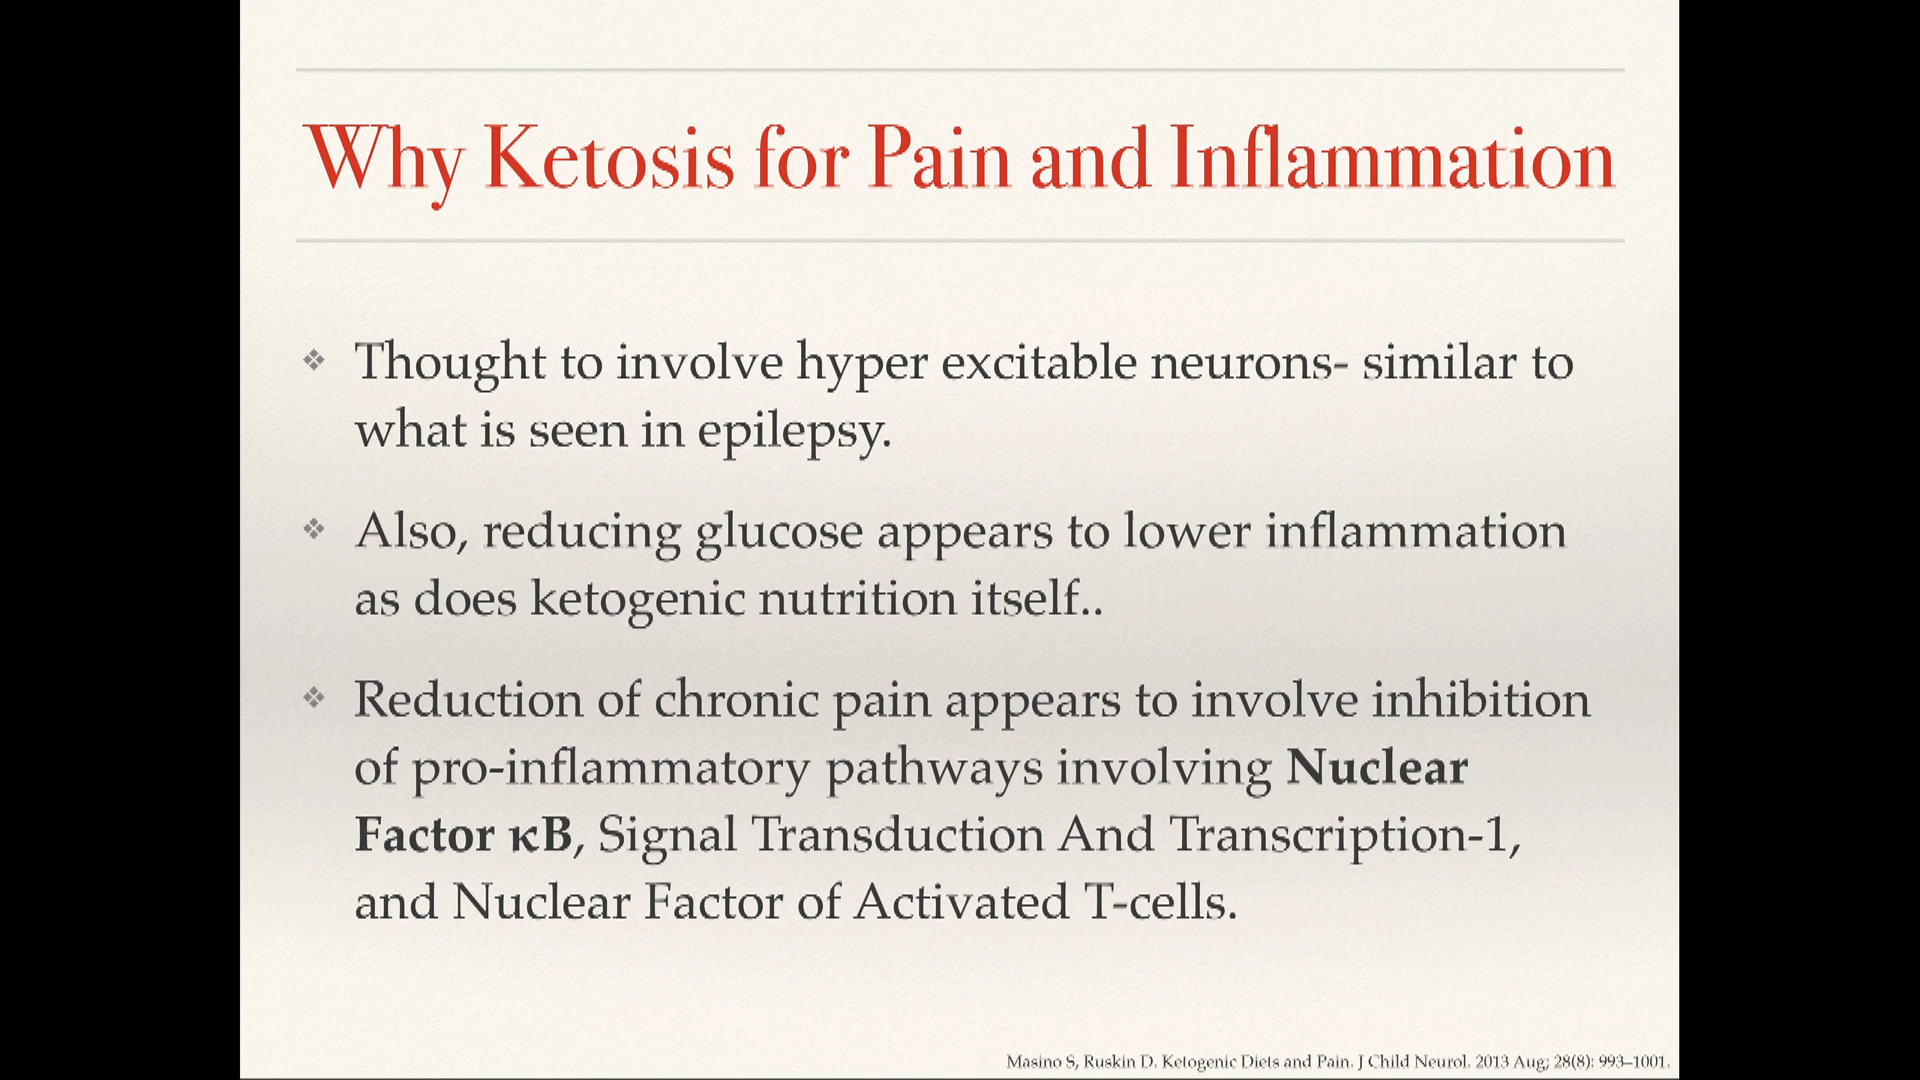 Why Ketosis for Pain and Inflammation
❖ Thought to involve hyper excitable neurons- similar to
what is seen in epilepsy.
❖ Also, reducing glucose appears to lower inflammation
as does ketogenic nutrition itself..
❖ Reduction of chronic pain appears to involve inhibition
of pro-inflammatory pathways involving Nuclear
Factor κB, Signal Transduction And Transcription-1,
and Nuclear Factor of Activated T-cells.
Masino S, Ruskin D. Ketogenic Diets and Pain. J Child Neurol. 2013 Aug; 28(8): 993–1001.